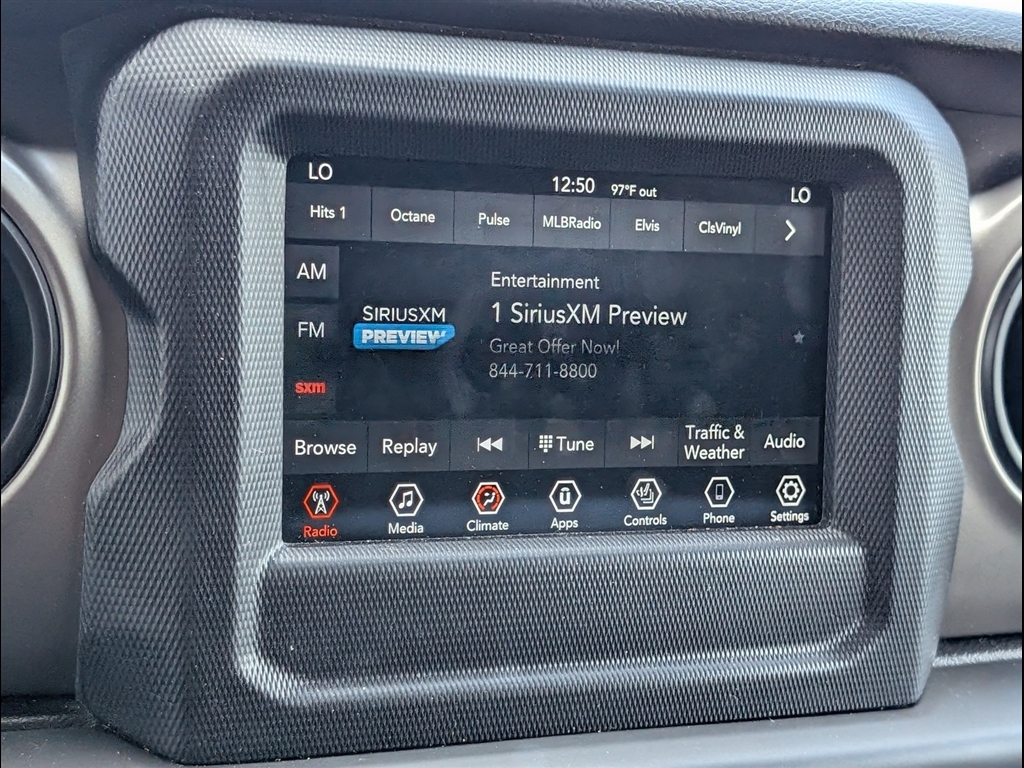 LO
12:50 97°F out
LO
Hits 1 Octane Pulse MLBRadio Elvis ClsVinyl
AM
FM
sxm
SIRIUSXM
PREVIEW
Entertainment
1 SiriusXM Preview
Great Offer Now!
844-711-8800
Browse Replay Tune Traffic &
Weather Audio
Radio Media Climate Apps Controls Phone Settings